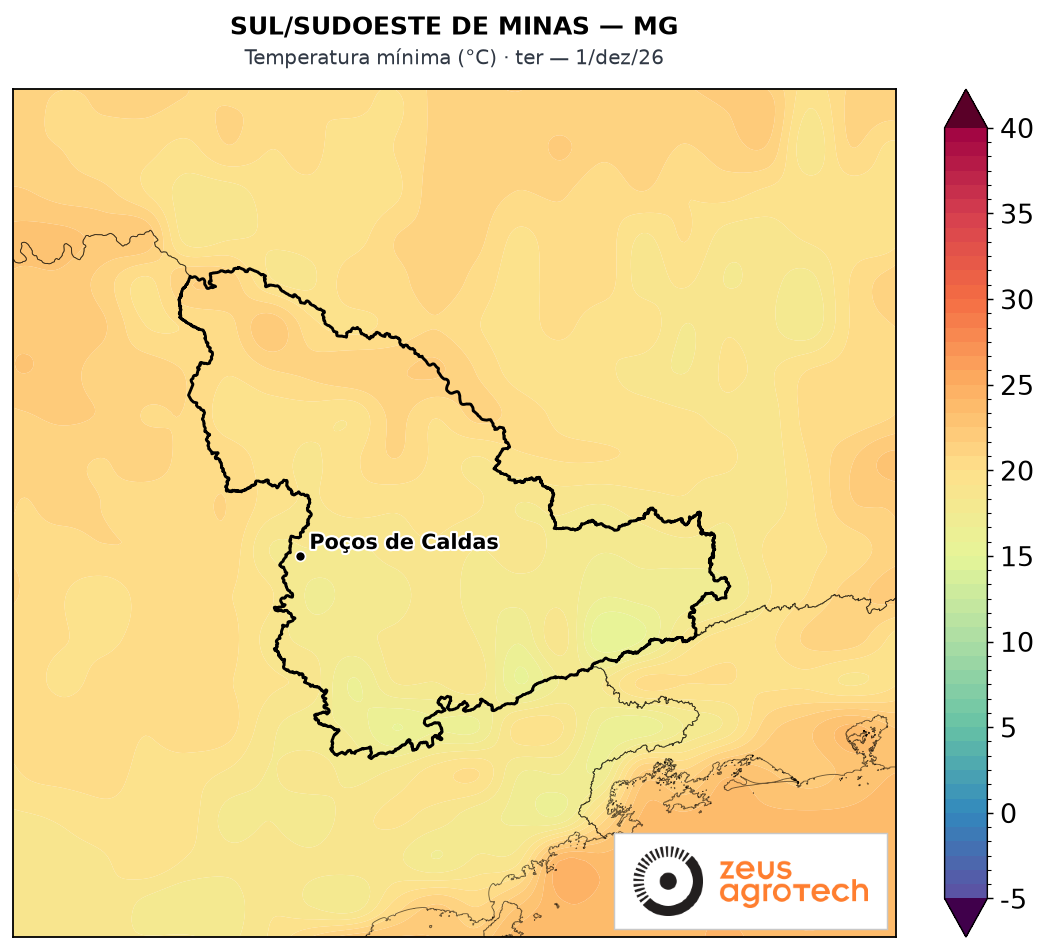 SUL/SUDOESTE DE MINAS — MG
Temperatura mínima (°C) · ter — 1/dez/26
40
35
30
25
20
15
10
5
0
-5
Poços de Caldas
zeus
agrotech